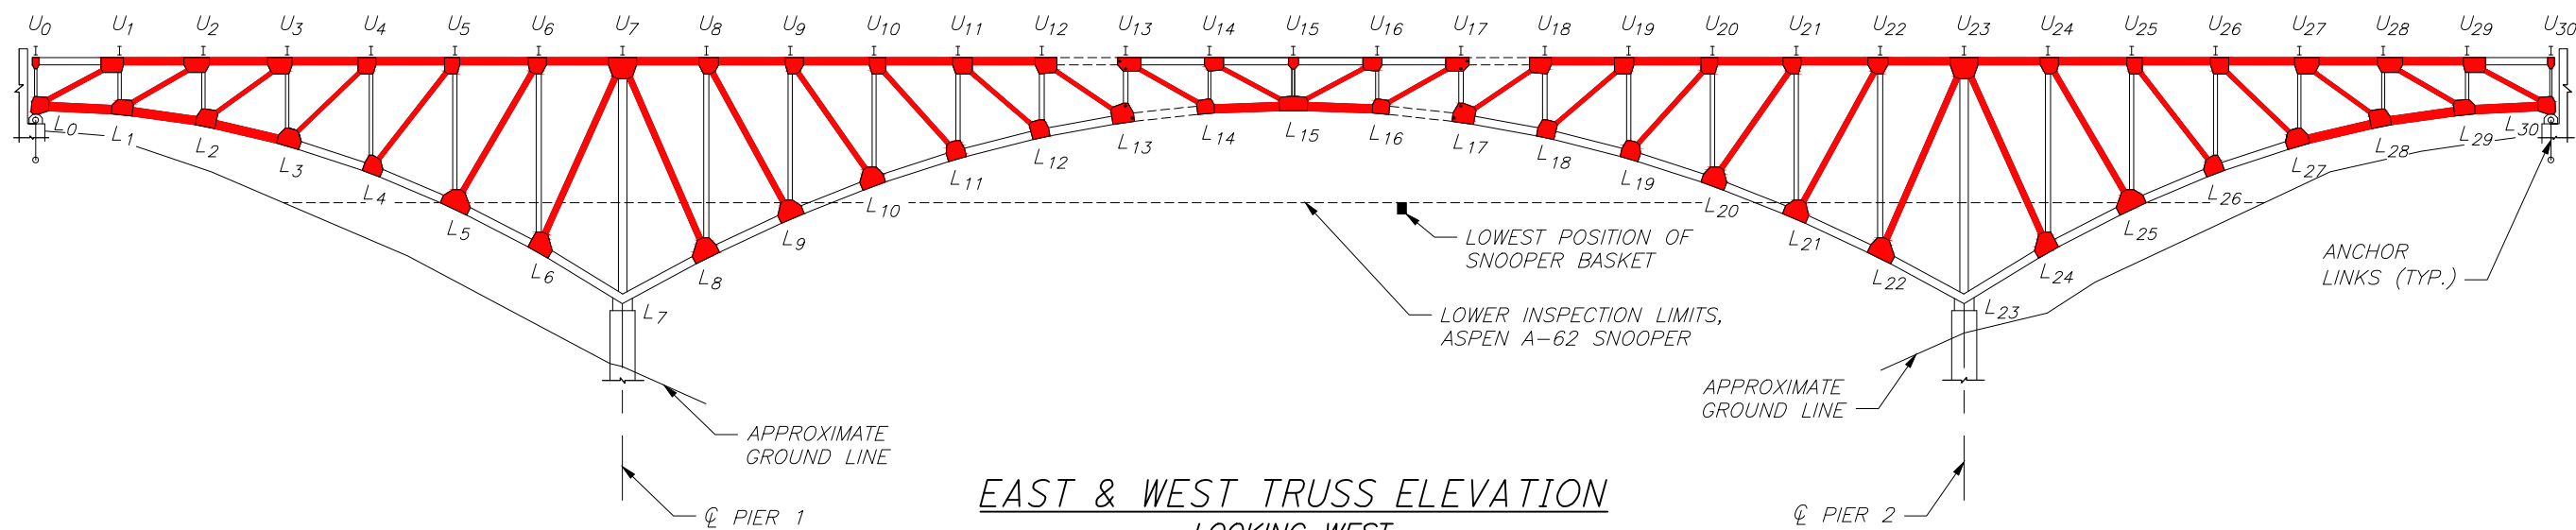 U0 U1 U2 U3 U4 U5 U6 U7 U8 U9 U10 U11 U12 U13 U14 U15 U16 U17 U18 U19 U20 U21 U22 U23 U24 U25 U26 U27 U28 U29 U30
L0 L1 L2 L3 L4 L5 L6 L7 L8 L9 L10 L11 L12 L13 L14 L15 L16 L17 L18 L19 L20 L21 L22 L23 L24 L25 L26 L27 L28 L29 L30
LOWEST POSITION OF
SNOOPER BASKET
ANCHOR
LINKS (TYP.)
LOWER INSPECTION LIMITS,
ASPEN A-62 SNOOPER
APPROXIMATE
GROUND LINE
APPROXIMATE
GROUND LINE
℄ PIER 1
℄ PIER 2
EAST & WEST TRUSS ELEVATION
LOOKING WEST